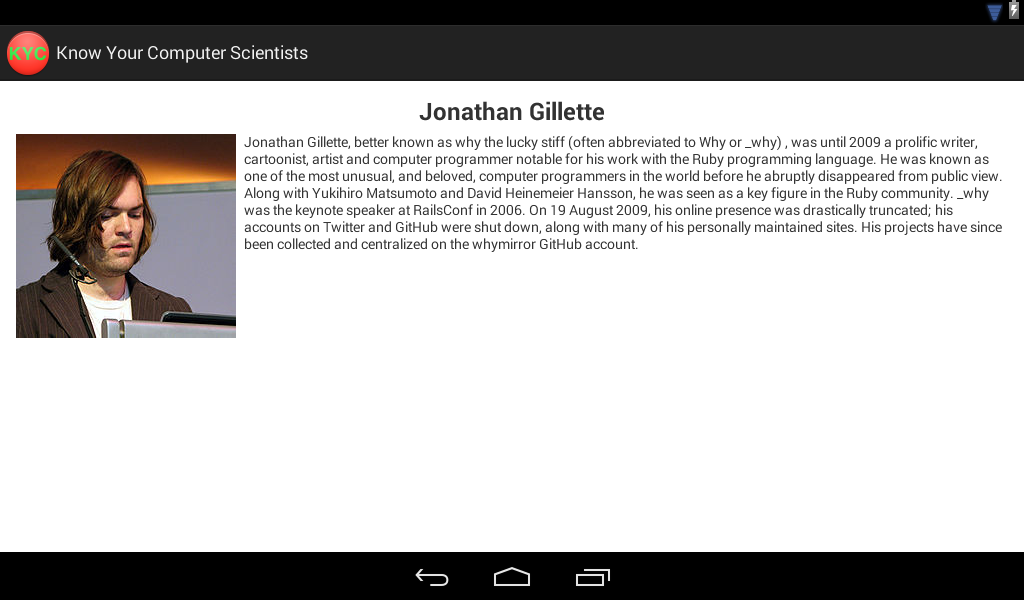 KYC Know Your Computer Scientists
Jonathan Gillette
Jonathan Gillette, better known as why the lucky stiff (often abbreviated to Why or _why) , was until 2009 a prolific writer,
cartoonist, artist and computer programmer notable for his work with the Ruby programming language. He was known as
one of the most unusual, and beloved, computer programmers in the world before he abruptly disappeared from public view.
Along with Yukihiro Matsumoto and David Heinemeier Hansson, he was seen as a key figure in the Ruby community. _why
was the keynote speaker at RailsConf in 2006. On 19 August 2009, his online presence was drastically truncated; his
accounts on Twitter and GitHub were shut down, along with many of his personally maintained sites. His projects have since
been collected and centralized on the whymirror GitHub account.